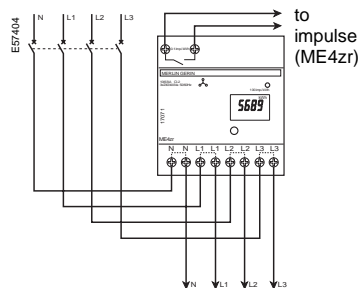 E57404
N L1 L2 L3
to
impulse
(ME4zr)
MERLIN GERIN
5689
17071
ME4zr
N N L1 L1 L2 L2 L3 L3
N L1 L2 L3